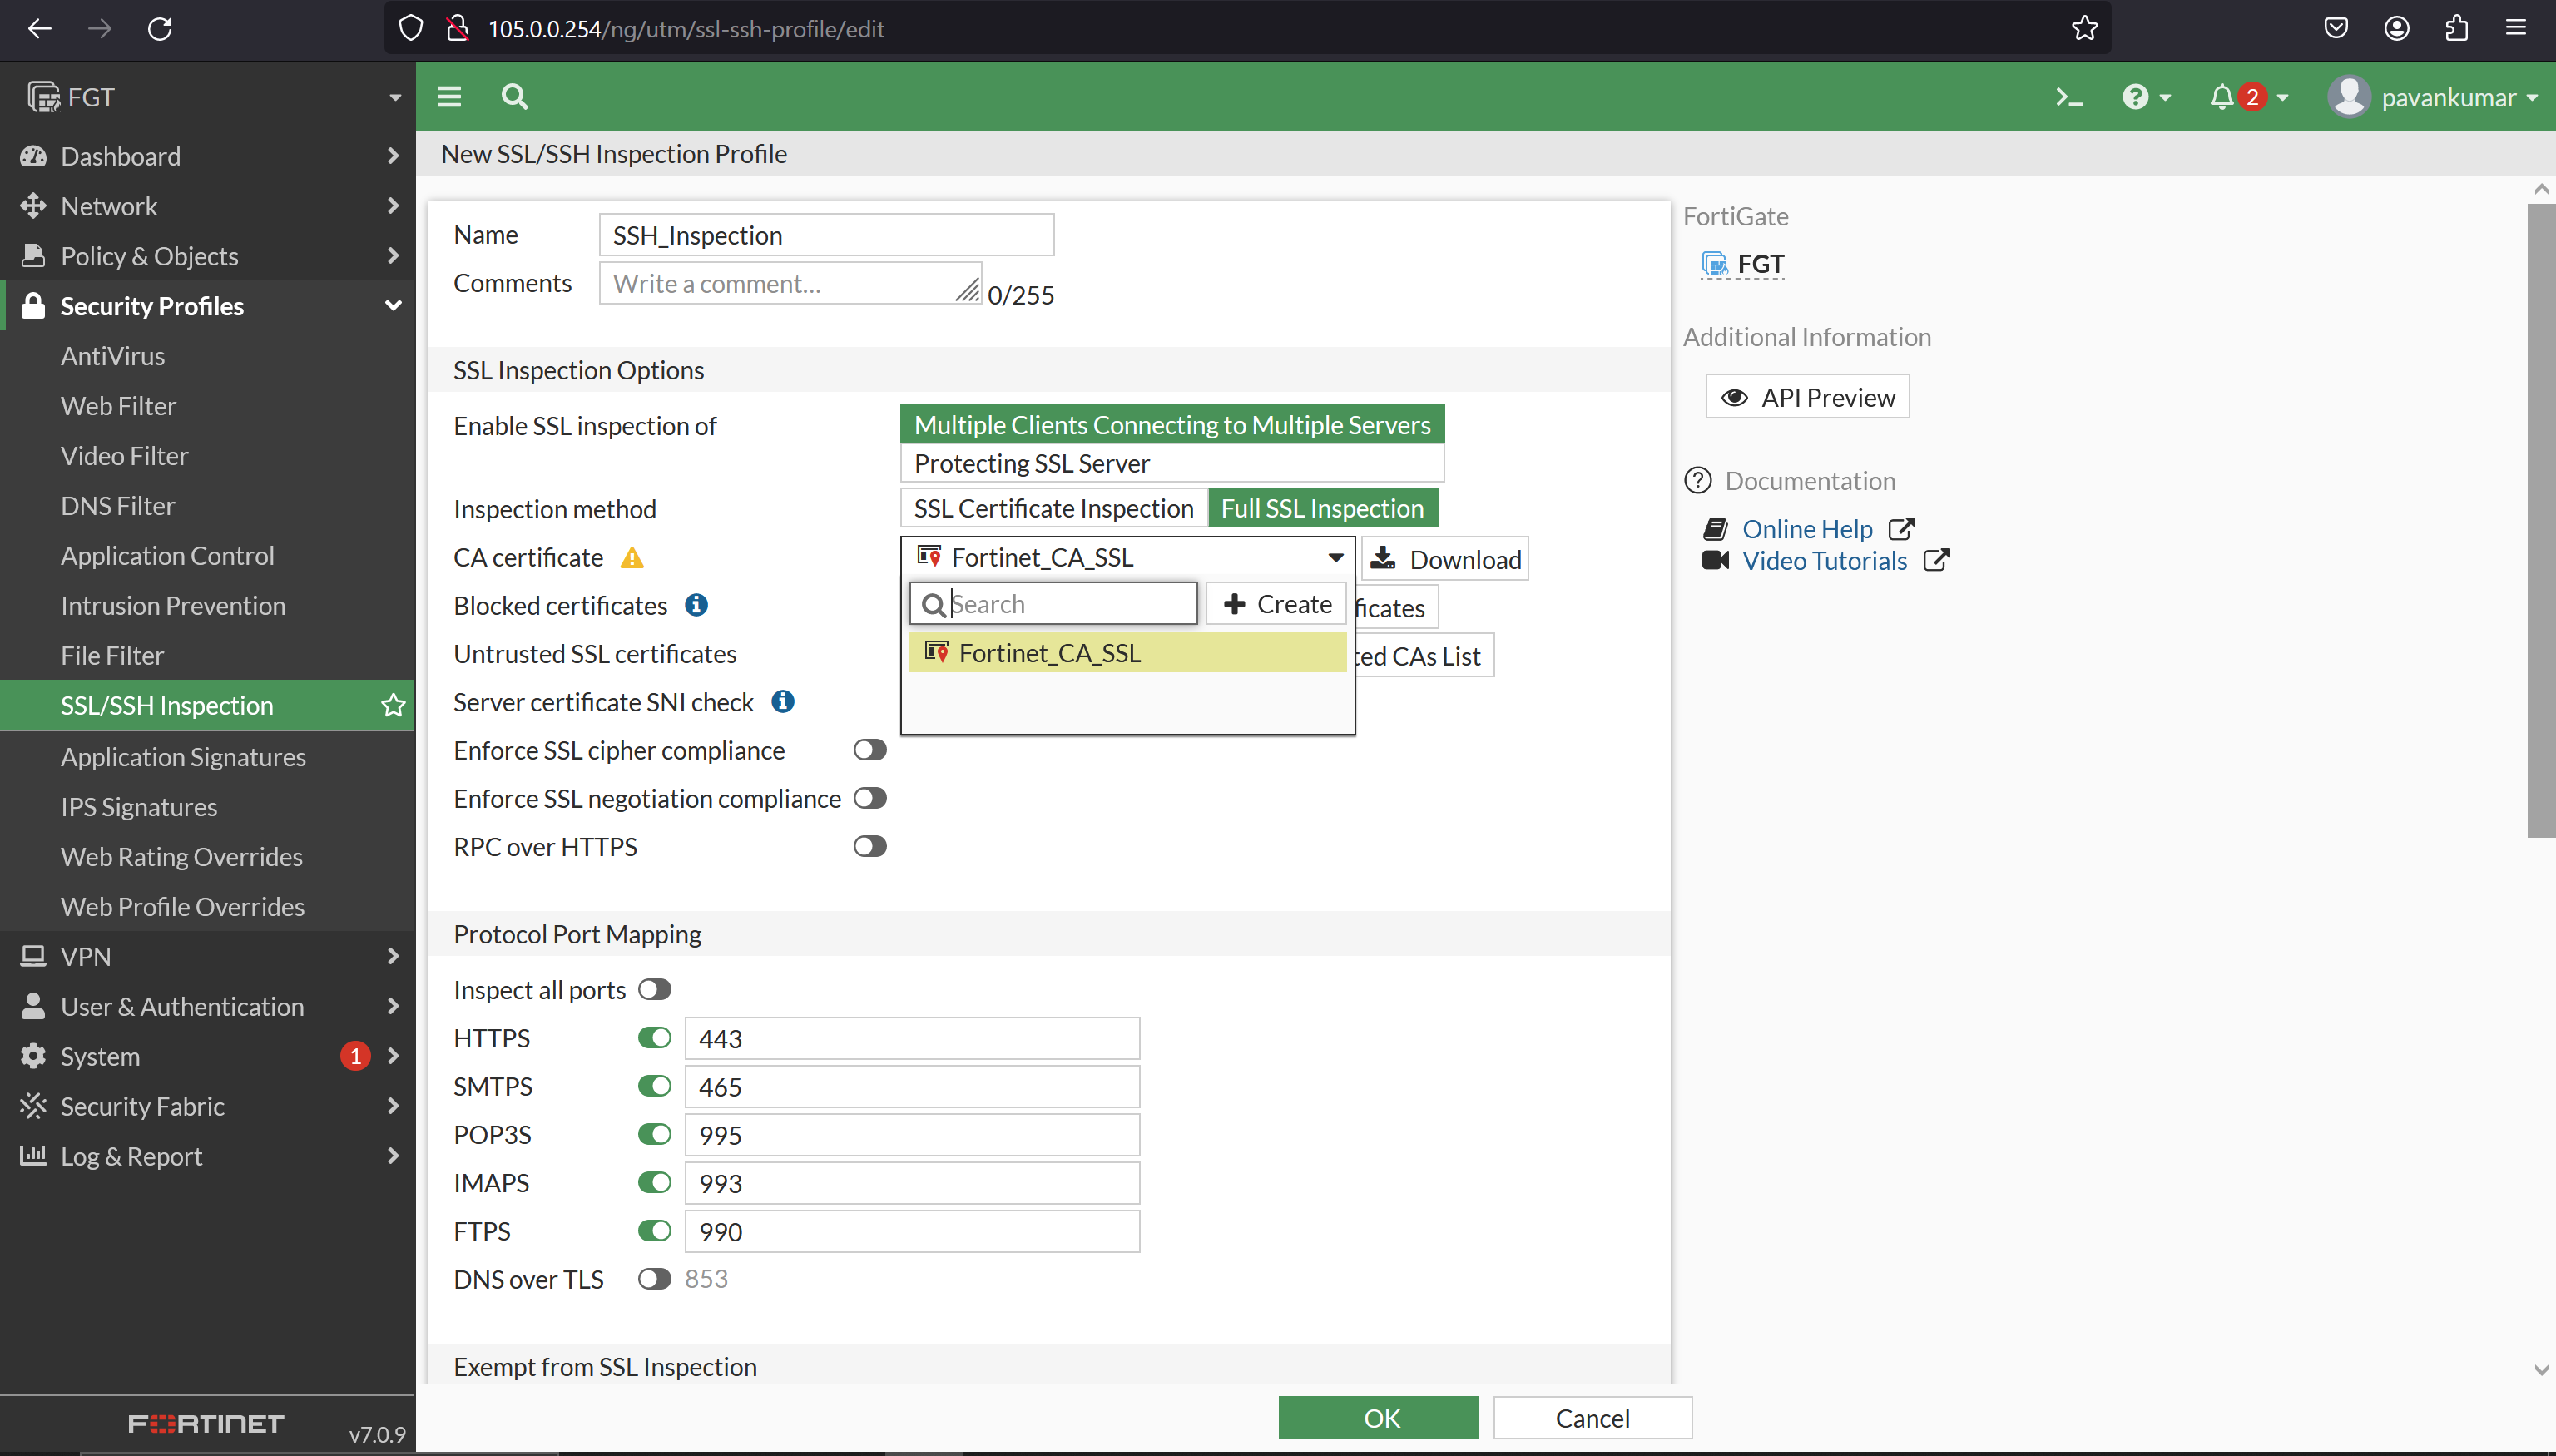 105.0.0.254/ng/utm/ssl-ssh-profile/edit
FGT
2
pavankumar
Dashboard
Network
Policy & Objects
Security Profiles
AntiVirus
Web Filter
Video Filter
DNS Filter
Application Control
Intrusion Prevention
File Filter
SSL/SSH Inspection
Application Signatures
IPS Signatures
Web Rating Overrides
Web Profile Overrides
VPN
User & Authentication
System 1
Security Fabric
Log & Report
FORTINET v7.0.9
New SSL/SSH Inspection Profile
Name SSH_Inspection
Comments Write a comment... 0/255
SSL Inspection Options
Enable SSL inspection of Multiple Clients Connecting to Multiple Servers
Protecting SSL Server
Inspection method SSL Certificate Inspection Full SSL Inspection
CA certificate Fortinet_CA_SSL Download
Search Create
Blocked certificates ficates
Fortinet_CA_SSL
Untrusted SSL certificates ted CAs List
Server certificate SNI check
Enforce SSL cipher compliance
Enforce SSL negotiation compliance
RPC over HTTPS
Protocol Port Mapping
Inspect all ports
HTTPS 443
SMTPS 465
POP3S 995
IMAPS 993
FTPS 990
DNS over TLS 853
Exempt from SSL Inspection
OK Cancel
FortiGate
FGT
Additional Information
API Preview
Documentation
Online Help
Video Tutorials